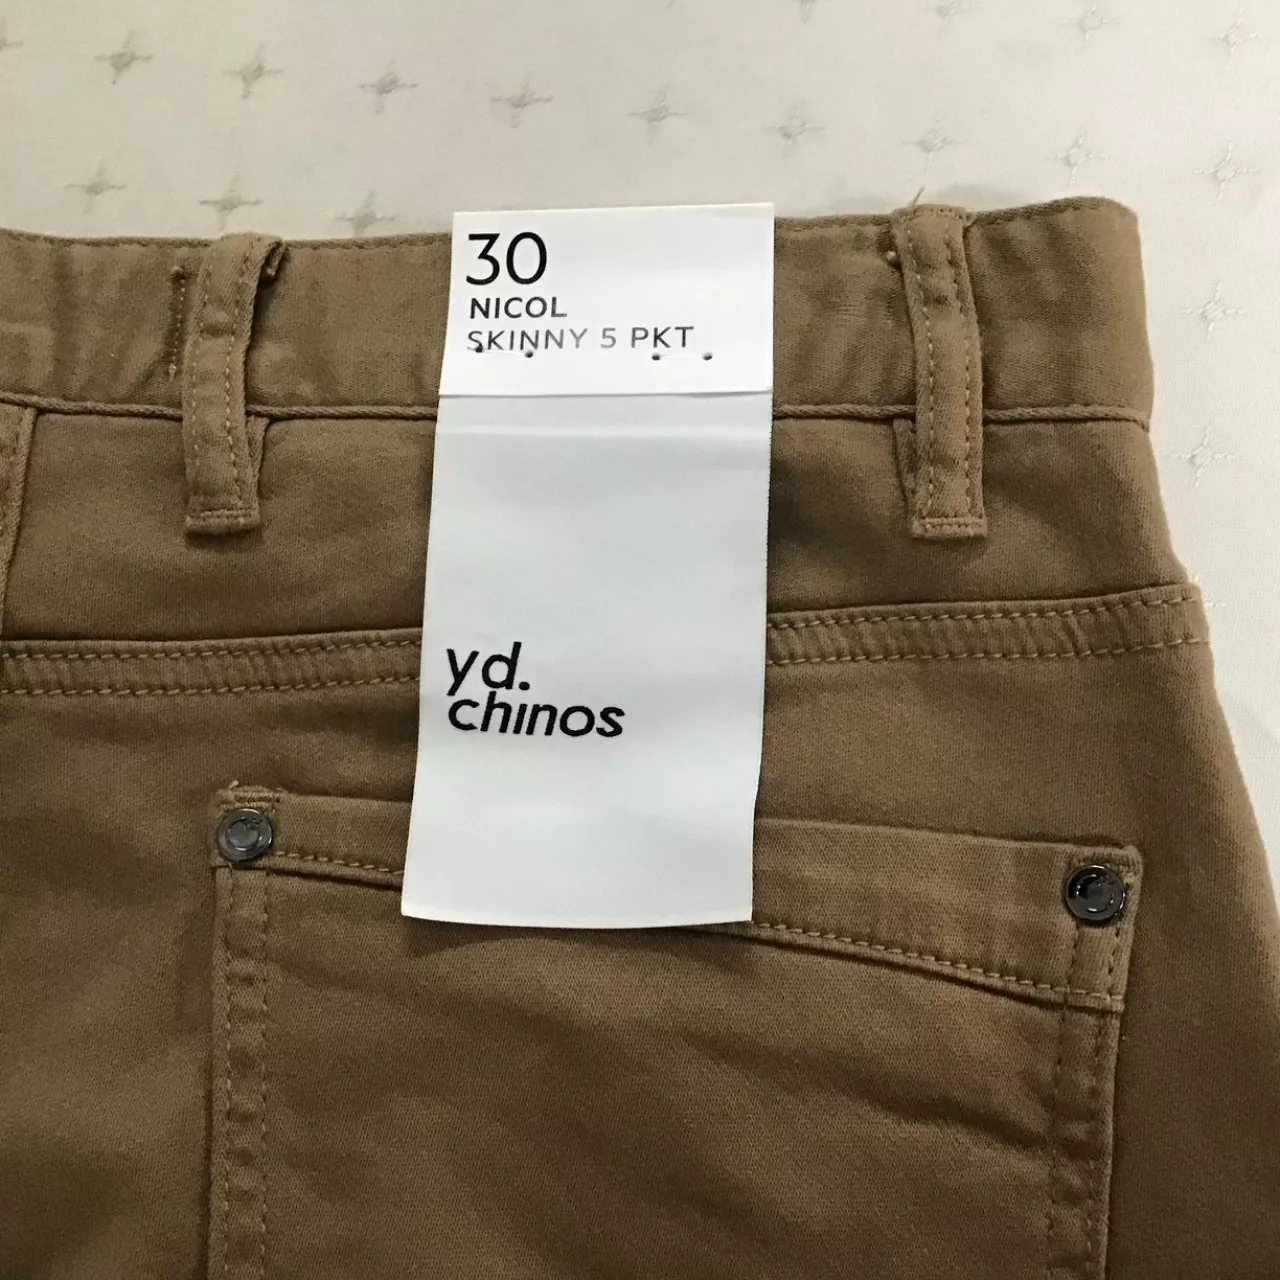 30
NICOL
SKINNY 5 PKT
yd.
chinos